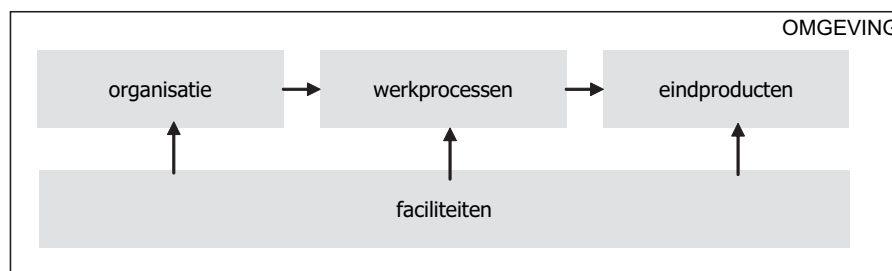 OMGEVING
organisatie
werkprocessen
eindproducten
faciliteiten